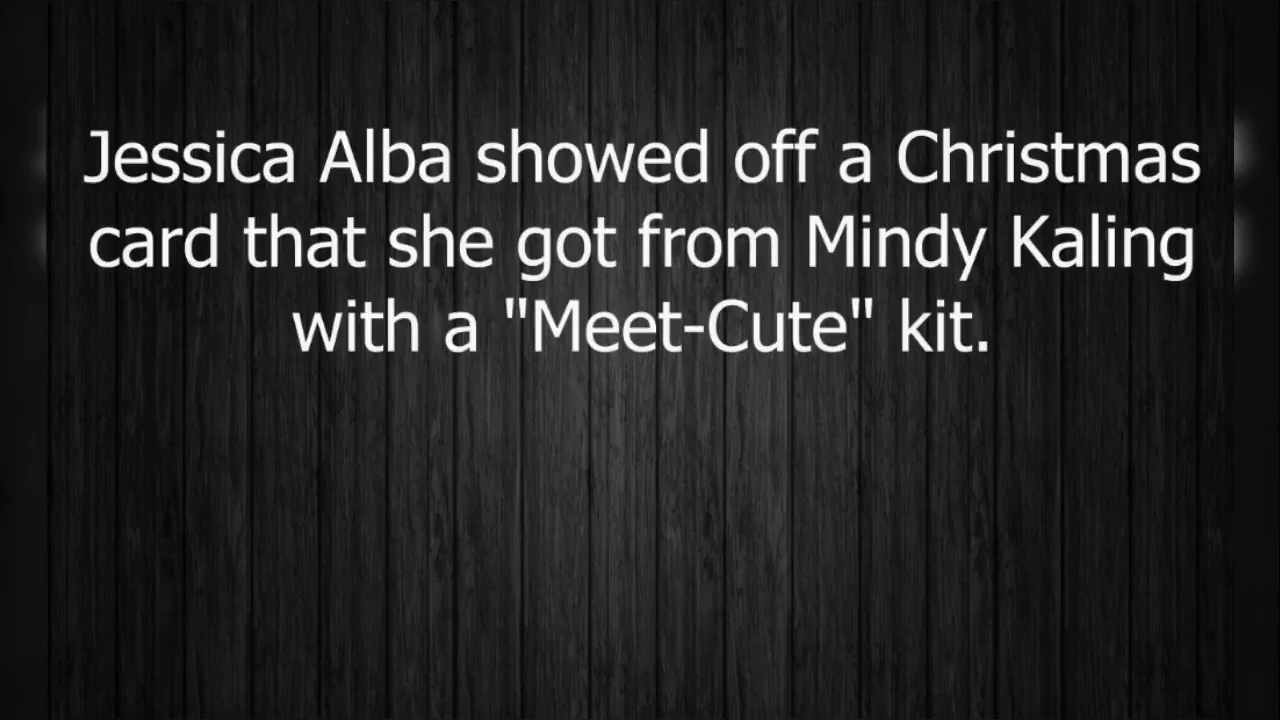 Jessica Alba showed off a Christmas
card that she got from Mindy Kaling
with a "Meet-Cute" kit.